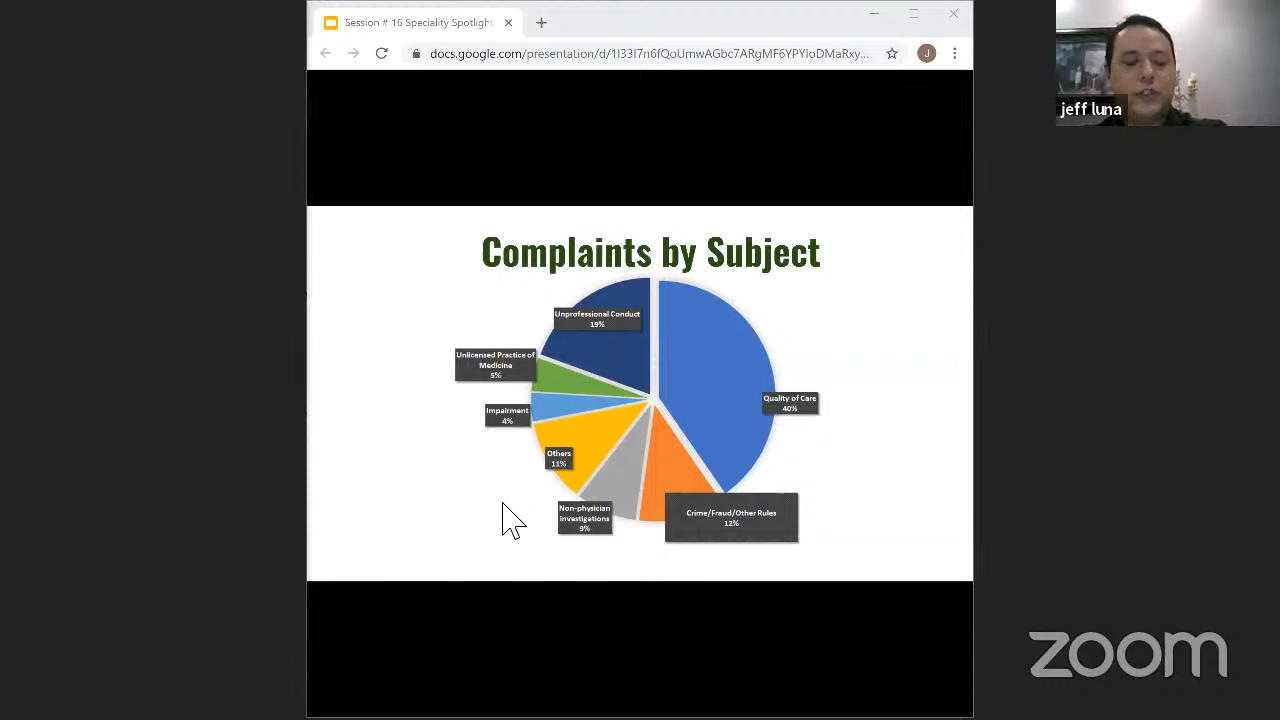 Session # 16 Speciality Spotlight
docs.google.com/presentation/d/1I33I7n6fQoUmwAGbc7ARgMF6YPYIoDMaRxy...
J
jeff luna
Complaints by Subject
Unprofessional Conduct
19%
Unlicensed Practice of
Medicine
5%
Impairment
4%
Others
11%
Non-physician
investigations
9%
Crime/Fraud/Other Rules
12%
Quality of Care
40%
zoom